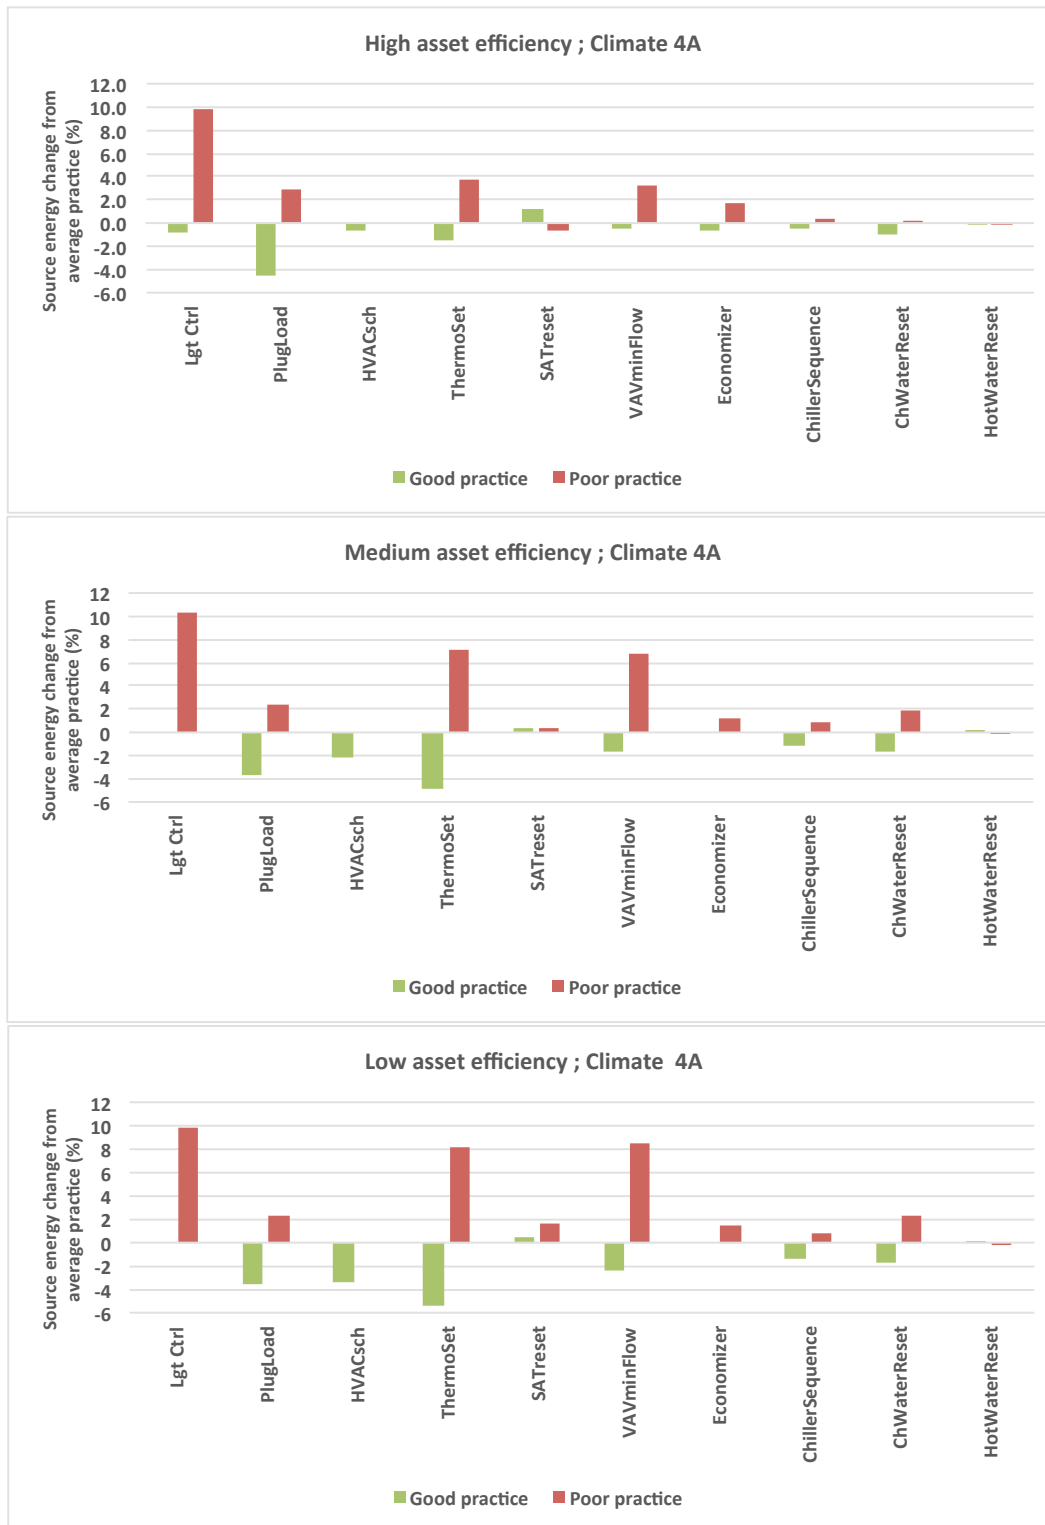 High asset efficiency ; Climate 4A
Source energy change from
average practice (%)
12.0
10.0
8.0
6.0
4.0
2.0
0.0
-2.0
-4.0
-6.0
Lgt Ctrl
PlugLoad
HVACsch
ThermoSet
SATreset
VAVminFlow
Economizer
ChillerSequence
ChWaterReset
HotWaterReset
Good practice Poor practice
Medium asset efficiency ; Climate 4A
Source energy change from
average practice (%)
12
10
8
6
4
2
0
-2
-4
-6
Lgt Ctrl
PlugLoad
HVACsch
ThermoSet
SATreset
VAVminFlow
Economizer
ChillerSequence
ChWaterReset
HotWaterReset
Good practice Poor practice
Low asset efficiency ; Climate 4A
Source energy change from
average practice (%)
12
10
8
6
4
2
0
-2
-4
-6
Lgt Ctrl
PlugLoad
HVACsch
ThermoSet
SATreset
VAVminFlow
Economizer
ChillerSequence
ChWaterReset
HotWaterReset
Good practice Poor practice